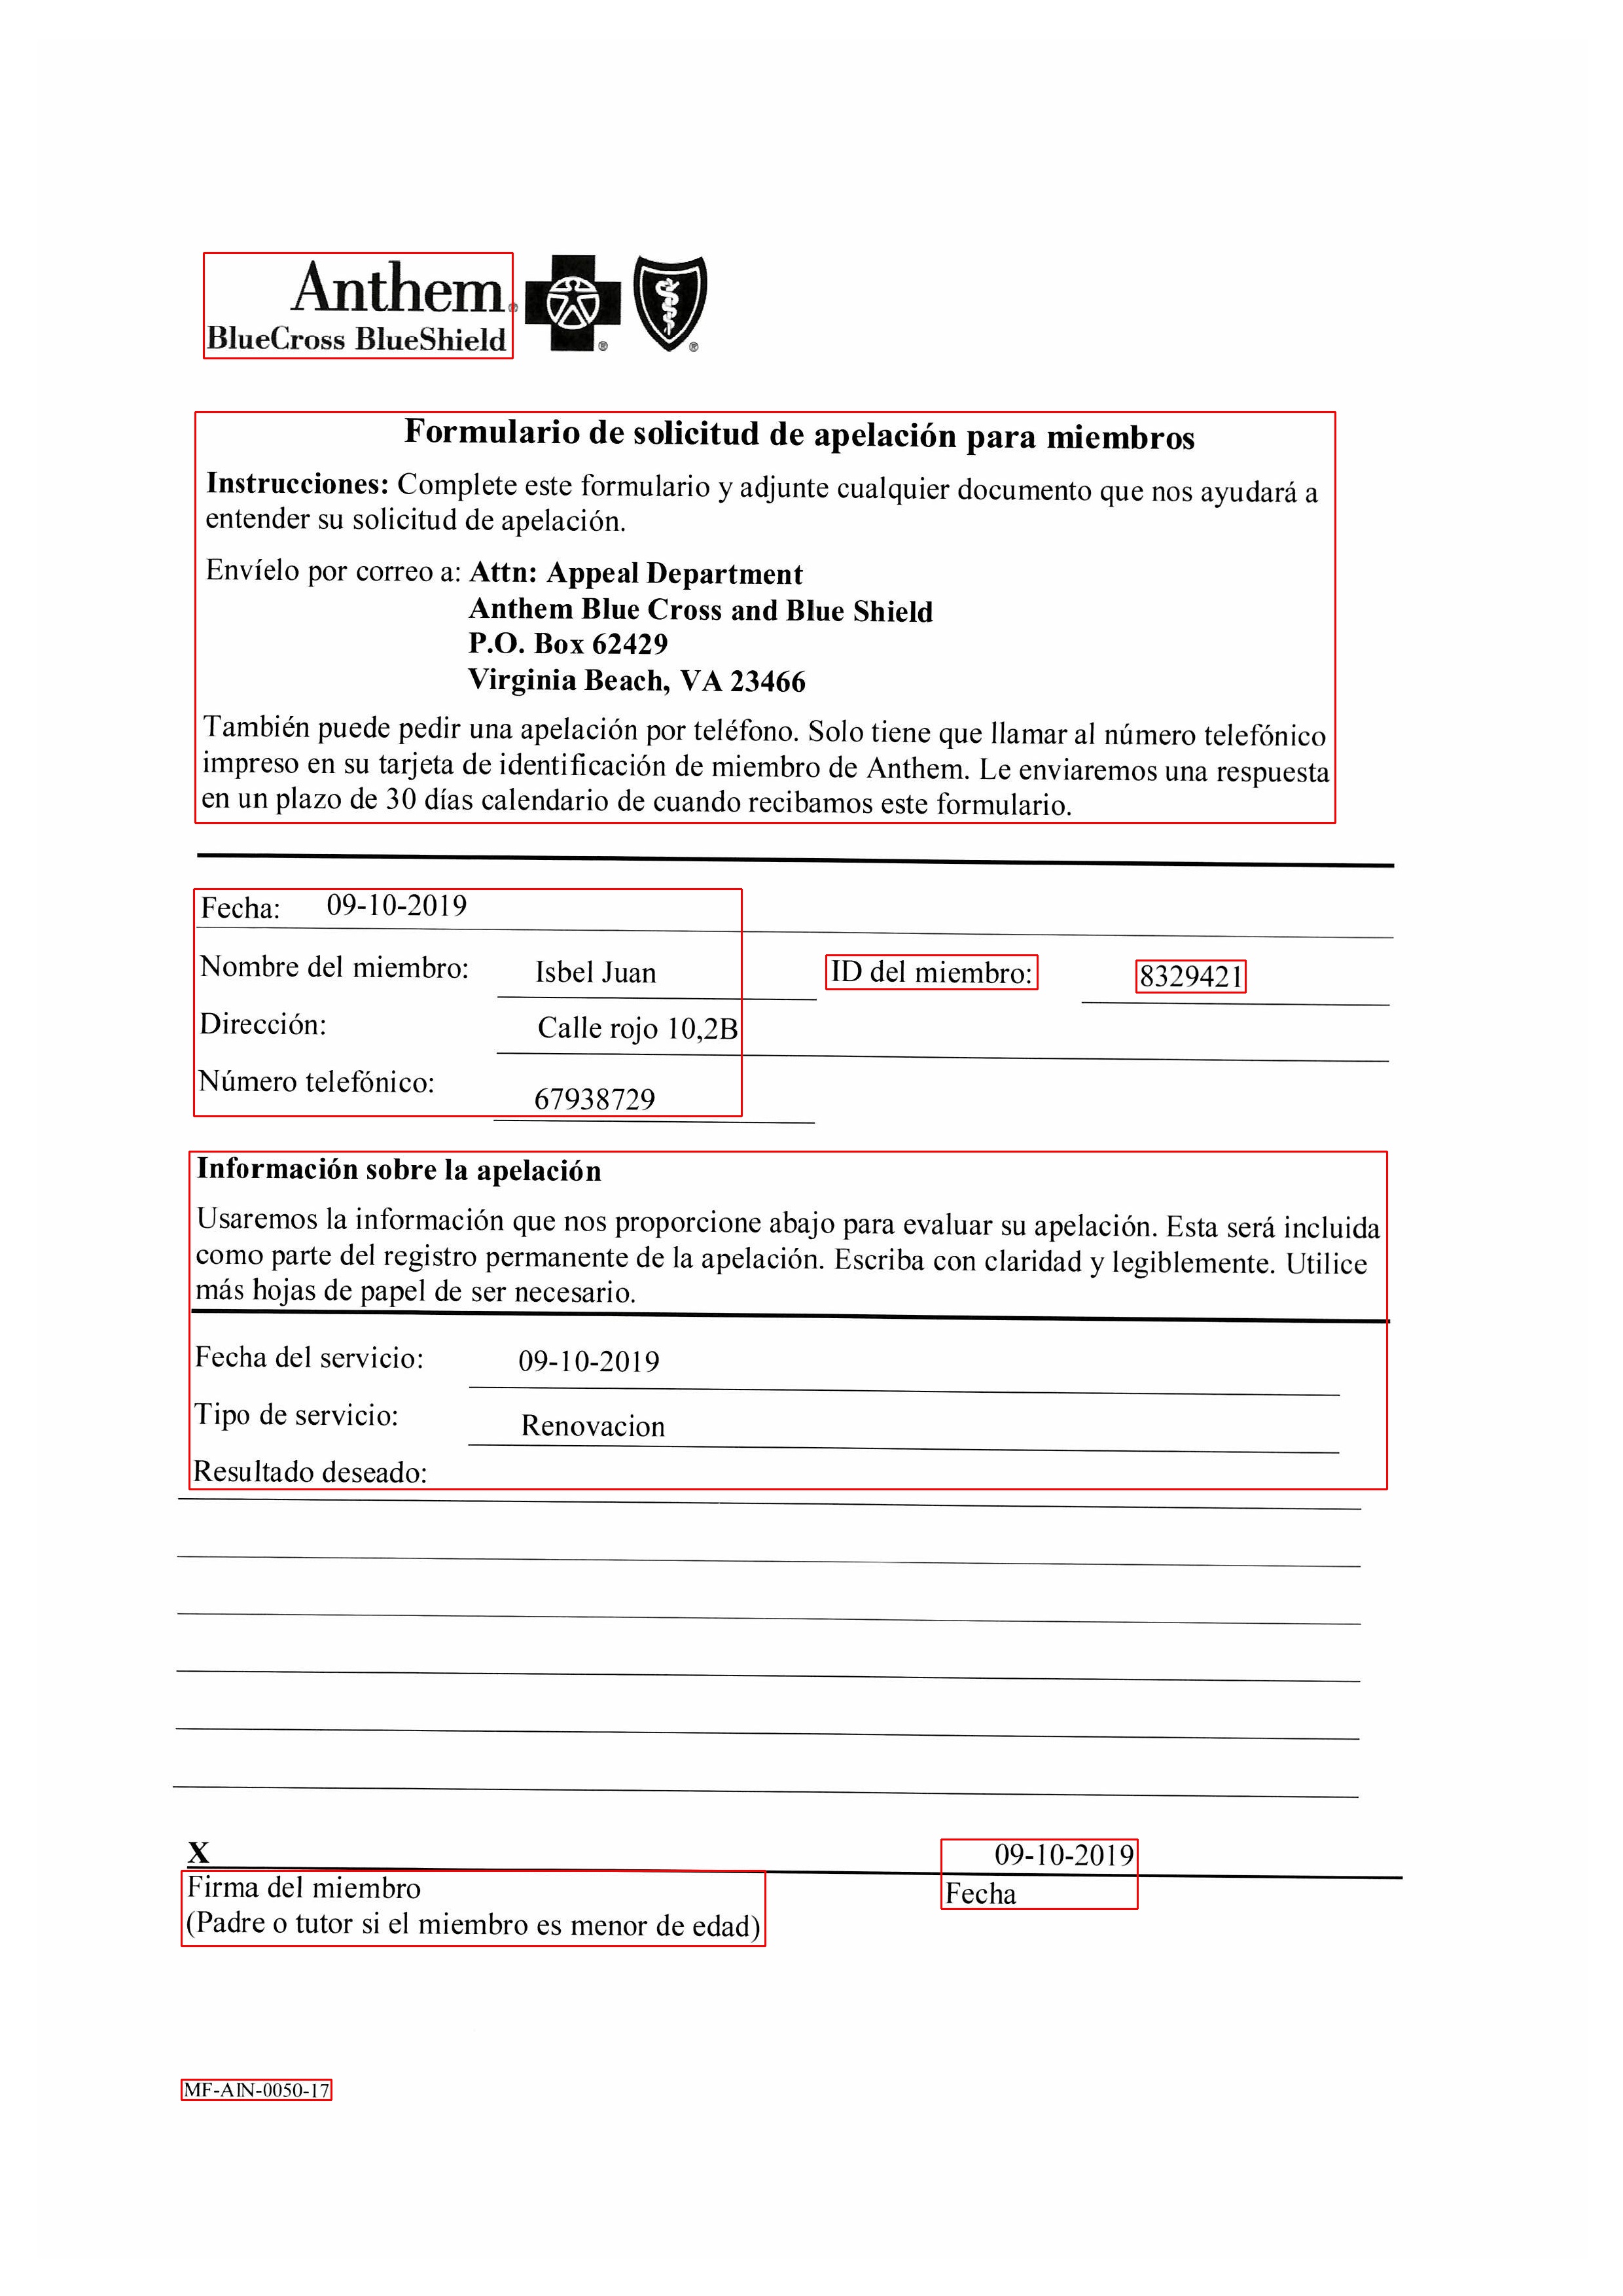 Anthem®
BlueCross BlueShield ® ®
Formulario de solicitud de apelación para miembros
Instrucciones: Complete este formulario y adjunte cualquier documento que nos ayudará a
entender su solicitud de apelación.
Envíelo por correo a: Attn: Appeal Department
Anthem Blue Cross and Blue Shield
P.O. Box 62429
Virginia Beach, VA 23466
También puede pedir una apelación por teléfono. Solo tiene que llamar al número telefónico
impreso en su tarjeta de identificación de miembro de Anthem. Le enviaremos una respuesta
en un plazo de 30 días calendario de cuando recibamos este formulario.
Fecha: 09-10-2019
Nombre del miembro: Isbel Juan ID del miembro: 8329421
Dirección: Calle rojo 10,2B
Número telefónico: 67938729
Información sobre la apelación
Usaremos la información que nos proporcione abajo para evaluar su apelación. Esta será incluida
como parte del registro permanente de la apelación. Escriba con claridad y legiblemente. Utilice
más hojas de papel de ser necesario.
Fecha del servicio: 09-10-2019
Tipo de servicio: Renovacion
Resultado deseado:
X 09-10-2019
Firma del miembro Fecha
(Padre o tutor si el miembro es menor de edad)
MF-AIN-0050-17